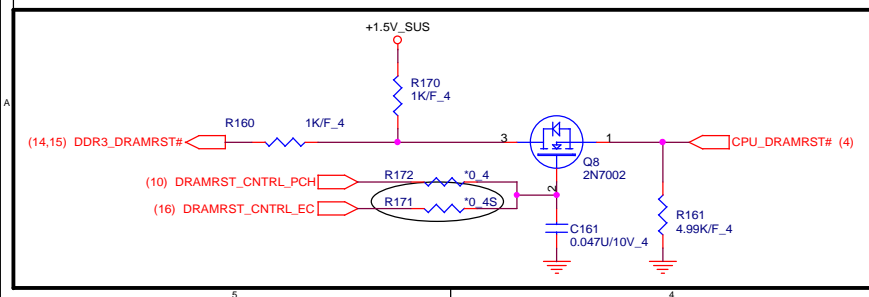 +1.5V_SUS
R170
1K/F_4
A
R160
1K/F_4
(14,15) DDR3_DRAMRST#
3
1
CPU_DRAMRST# (4)
Q8
2N7002
(10) DRAMRST_CNTRL_PCH
R172
*0_4
2
(16) DRAMRST_CNTRL_EC
R171
*0_4S
R161
4.99K/F_4
C161
0.047U/10V_4
5
4